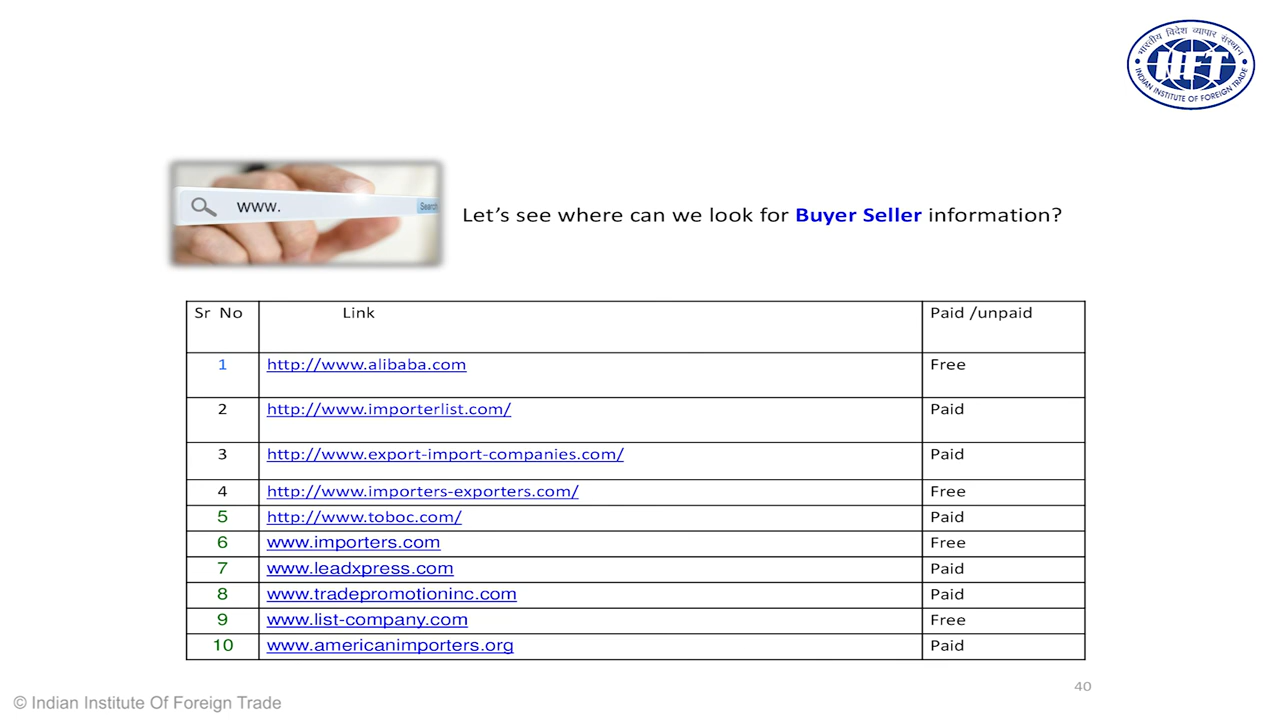 भारतीय विदेश व्यापार संस्थान
IIFT
INDIAN INSTITUTE OF FOREIGN TRADE
www.
Search
Let’s see where can we look for Buyer Seller information?
Sr No Link Paid /unpaid
1 http://www.alibaba.com Free
2 http://www.importerlist.com/ Paid
3 http://www.export-import-companies.com/ Paid
4 http://www.importers-exporters.com/ Free
5 http://www.toboc.com/ Paid
6 www.importers.com Free
7 www.leadxpress.com Paid
8 www.tradepromotioninc.com Paid
9 www.list-company.com Free
10 www.americanimporters.org Paid
40
© Indian Institute Of Foreign Trade